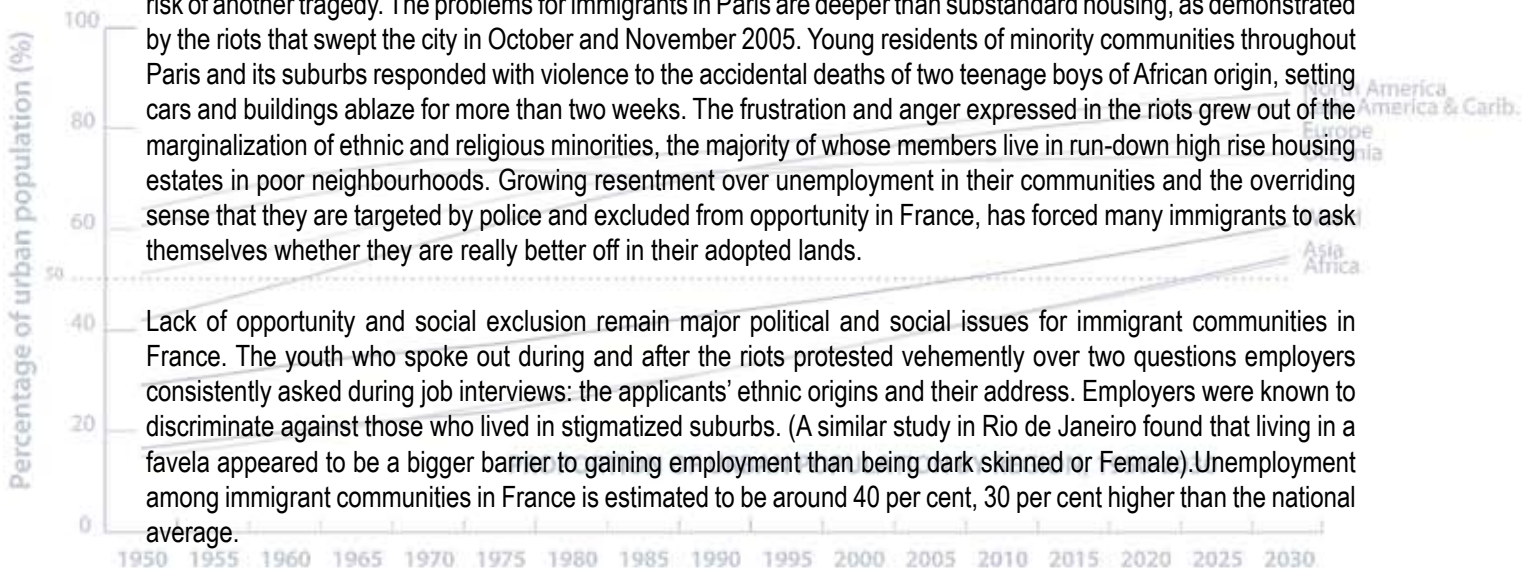 risk of another tragedy. The problems for immigrants in Paris are deeper than substandard housing, as demonstrated
by the riots that swept the city in October and November 2005. Young residents of minority communities throughout
Paris and its suburbs responded with violence to the accidental deaths of two teenage boys of African origin, setting
cars and buildings ablaze for more than two weeks. The frustration and anger expressed in the riots grew out of the
marginalization of ethnic and religious minorities, the majority of whose members live in run-down high rise housing
estates in poor neighbourhoods. Growing resentment over unemployment in their communities and the overriding
sense that they are targeted by police and excluded from opportunity in France, has forced many immigrants to ask
themselves whether they are really better off in their adopted lands.
Lack of opportunity and social exclusion remain major political and social issues for immigrant communities in
France. The youth who spoke out during and after the riots protested vehemently over two questions employers
consistently asked during job interviews: the applicants’ ethnic origins and their address. Employers were known to
discriminate against those who lived in stigmatized suburbs. (A similar study in Rio de Janeiro found that living in a
favela appeared to be a bigger barrier to gaining employment than being dark skinned or Female).Unemployment
among immigrant communities in France is estimated to be around 40 per cent, 30 per cent higher than the national
average.
Percentage of urban population (%)
100
80
60
50
40
20
0
North America
America & Carib.
Europe
Oceania
Asia
Africa
1950 1955 1960 1965 1970 1975 1980 1985 1990 1995 2000 2005 2010 2015 2020 2025 2030